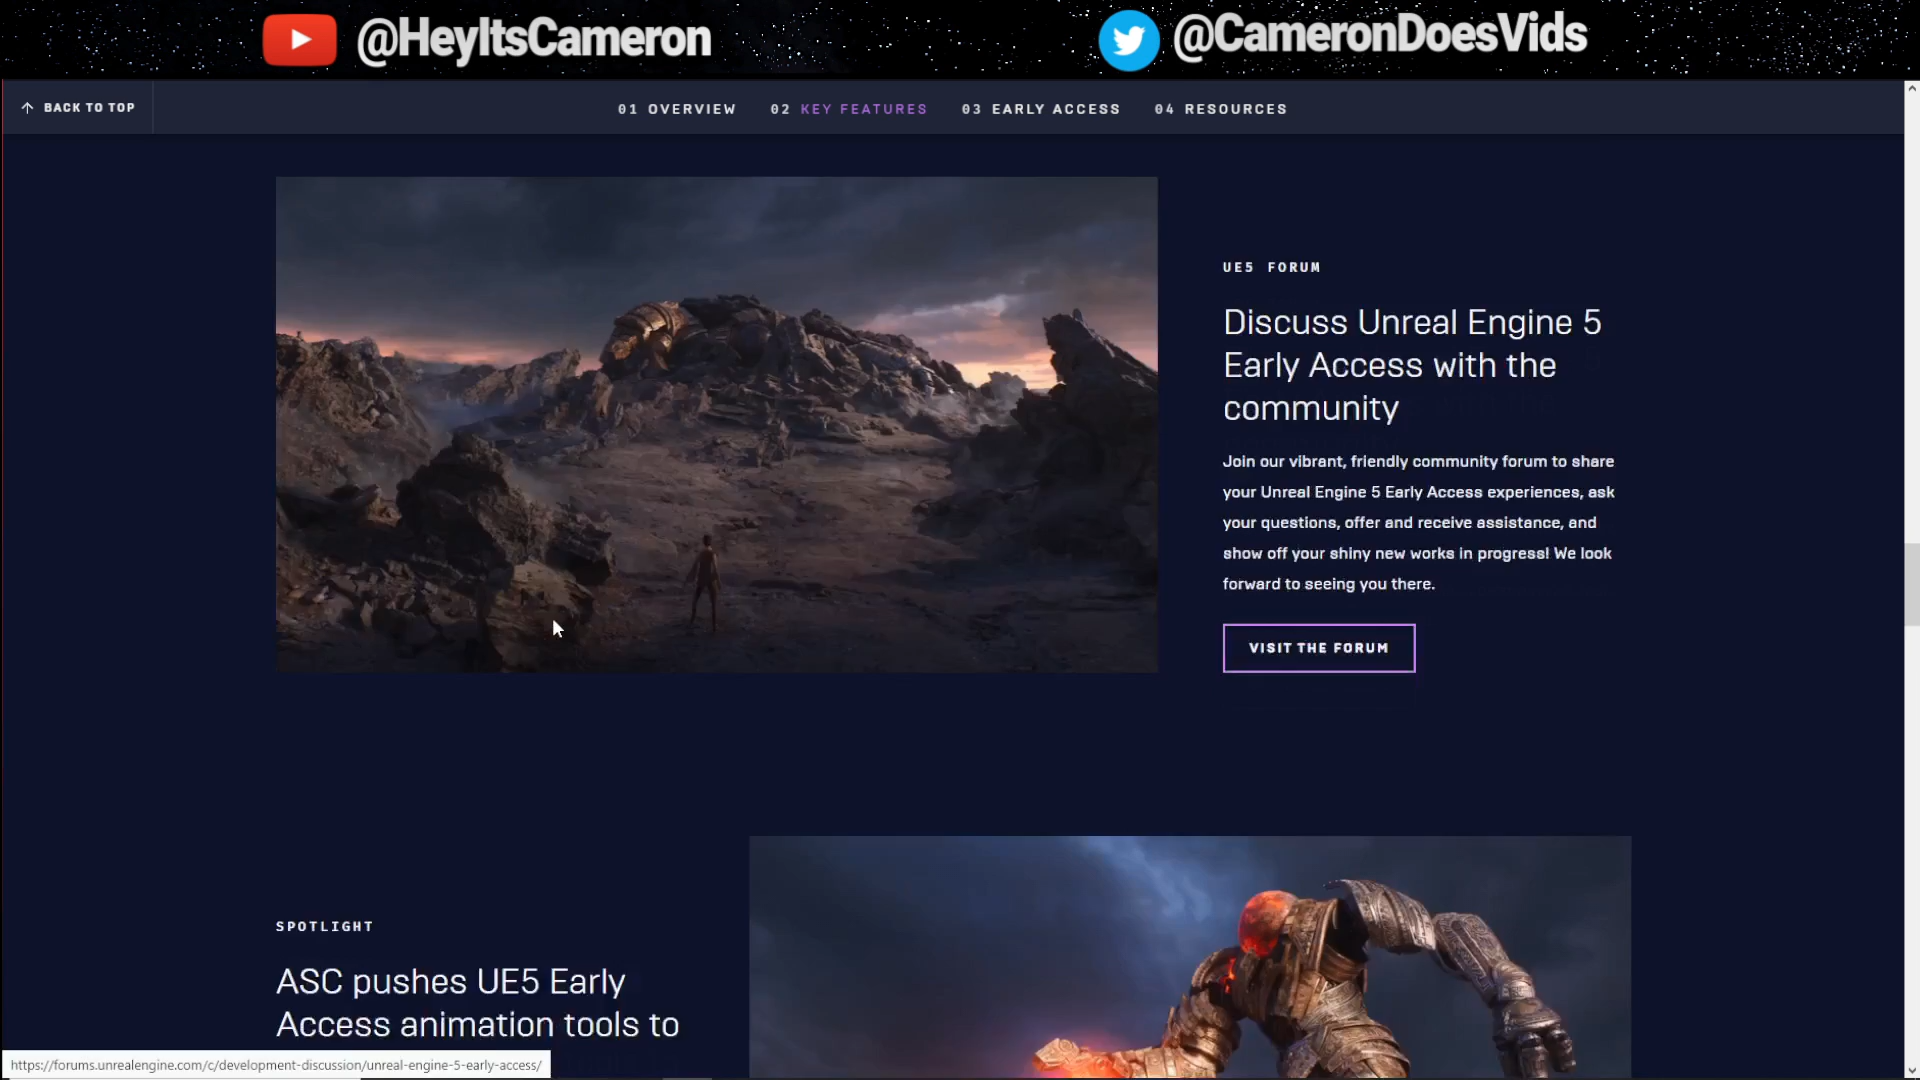 @HeyItsCameron
@CameronDoesVids
BACK TO TOP
01 OVERVIEW
02 KEY FEATURES
03 EARLY ACCESS
04 RESOURCES
UE5 FORUM
Discuss Unreal Engine 5
Early Access with the
community
Join our vibrant, friendly community forum to share
your Unreal Engine 5 Early Access experiences, ask
your questions, offer and receive assistance, and
show off your shiny new works in progress! We look
forward to seeing you there.
VISIT THE FORUM
SPOTLIGHT
ASC pushes UE5 Early
Access animation tools to
https://forums.unrealengine.com/c/development-discussion/unreal-engine-5-early-access/